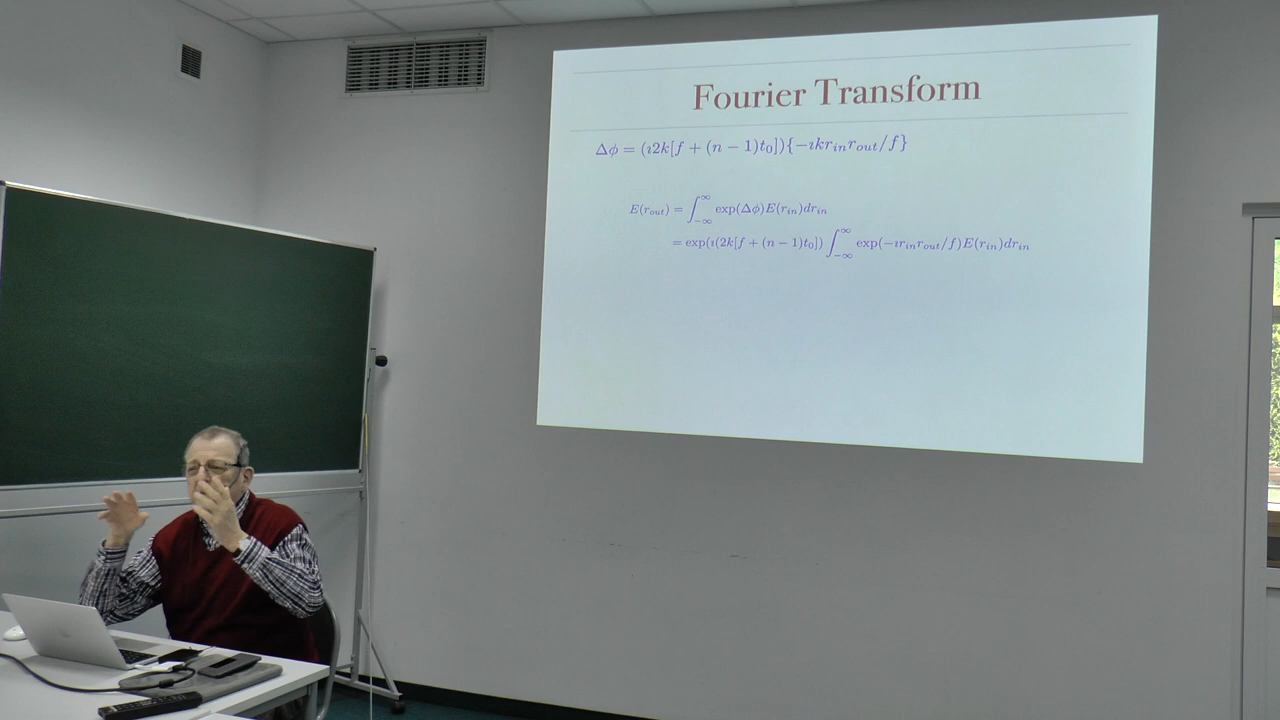 Fourier Transform
Δϕ = (ı2k[f + (n − 1)t₀]){−ıkr_in r_out/f}
E(r_out) = ∫_{−∞}^{∞} exp(Δϕ)E(r_in)dr_in
= exp(ı(2k[f + (n − 1)t₀]) ∫_{−∞}^{∞} exp(−ır_in r_out/f)E(r_in)dr_in